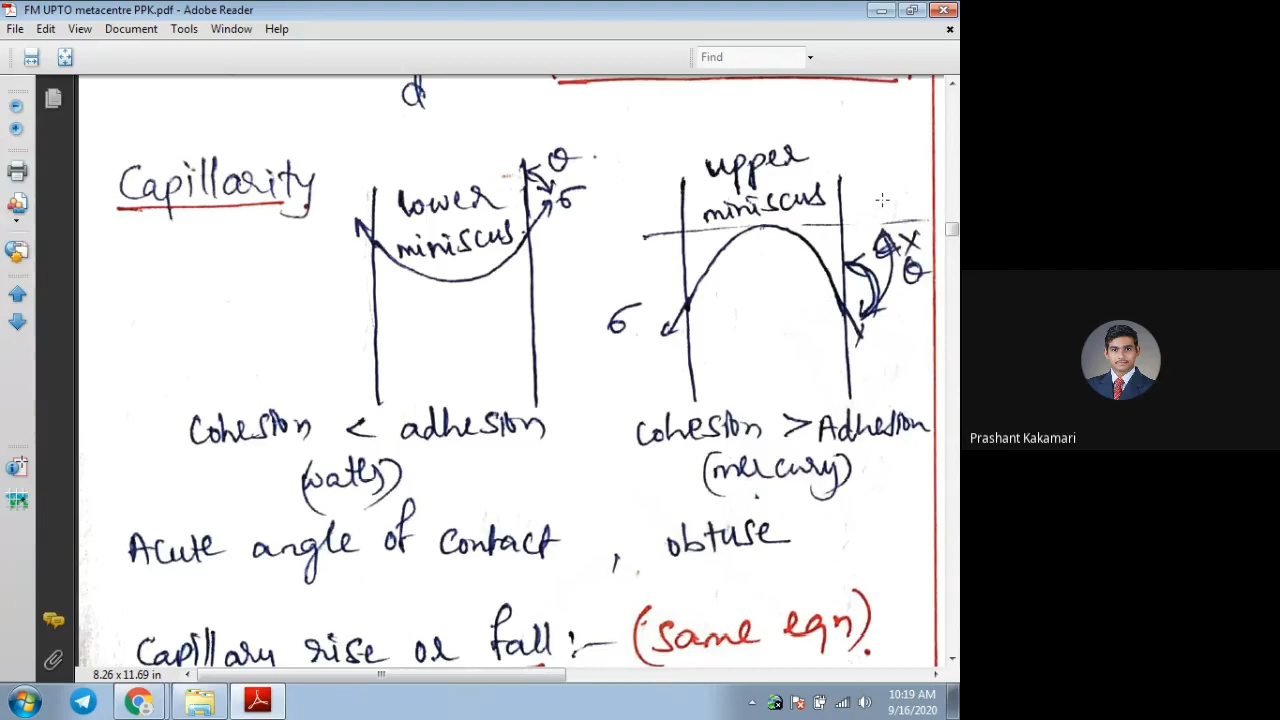 FM UPTO metacentre PPK.pdf - Adobe Reader
File Edit View Document Tools Window Help
Find
d
Capillarity
lower
miniscus
θ
σ
upper
miniscus
σ
X
θ
Cohesion < adhesion
(water)
Cohesion > Adhesion
(mercury)
Acute angle of contact , obtuse
Capillary rise or fall :- (same eqn).
8.26 x 11.69 in
Prashant Kakamari
10:19 AM
9/16/2020